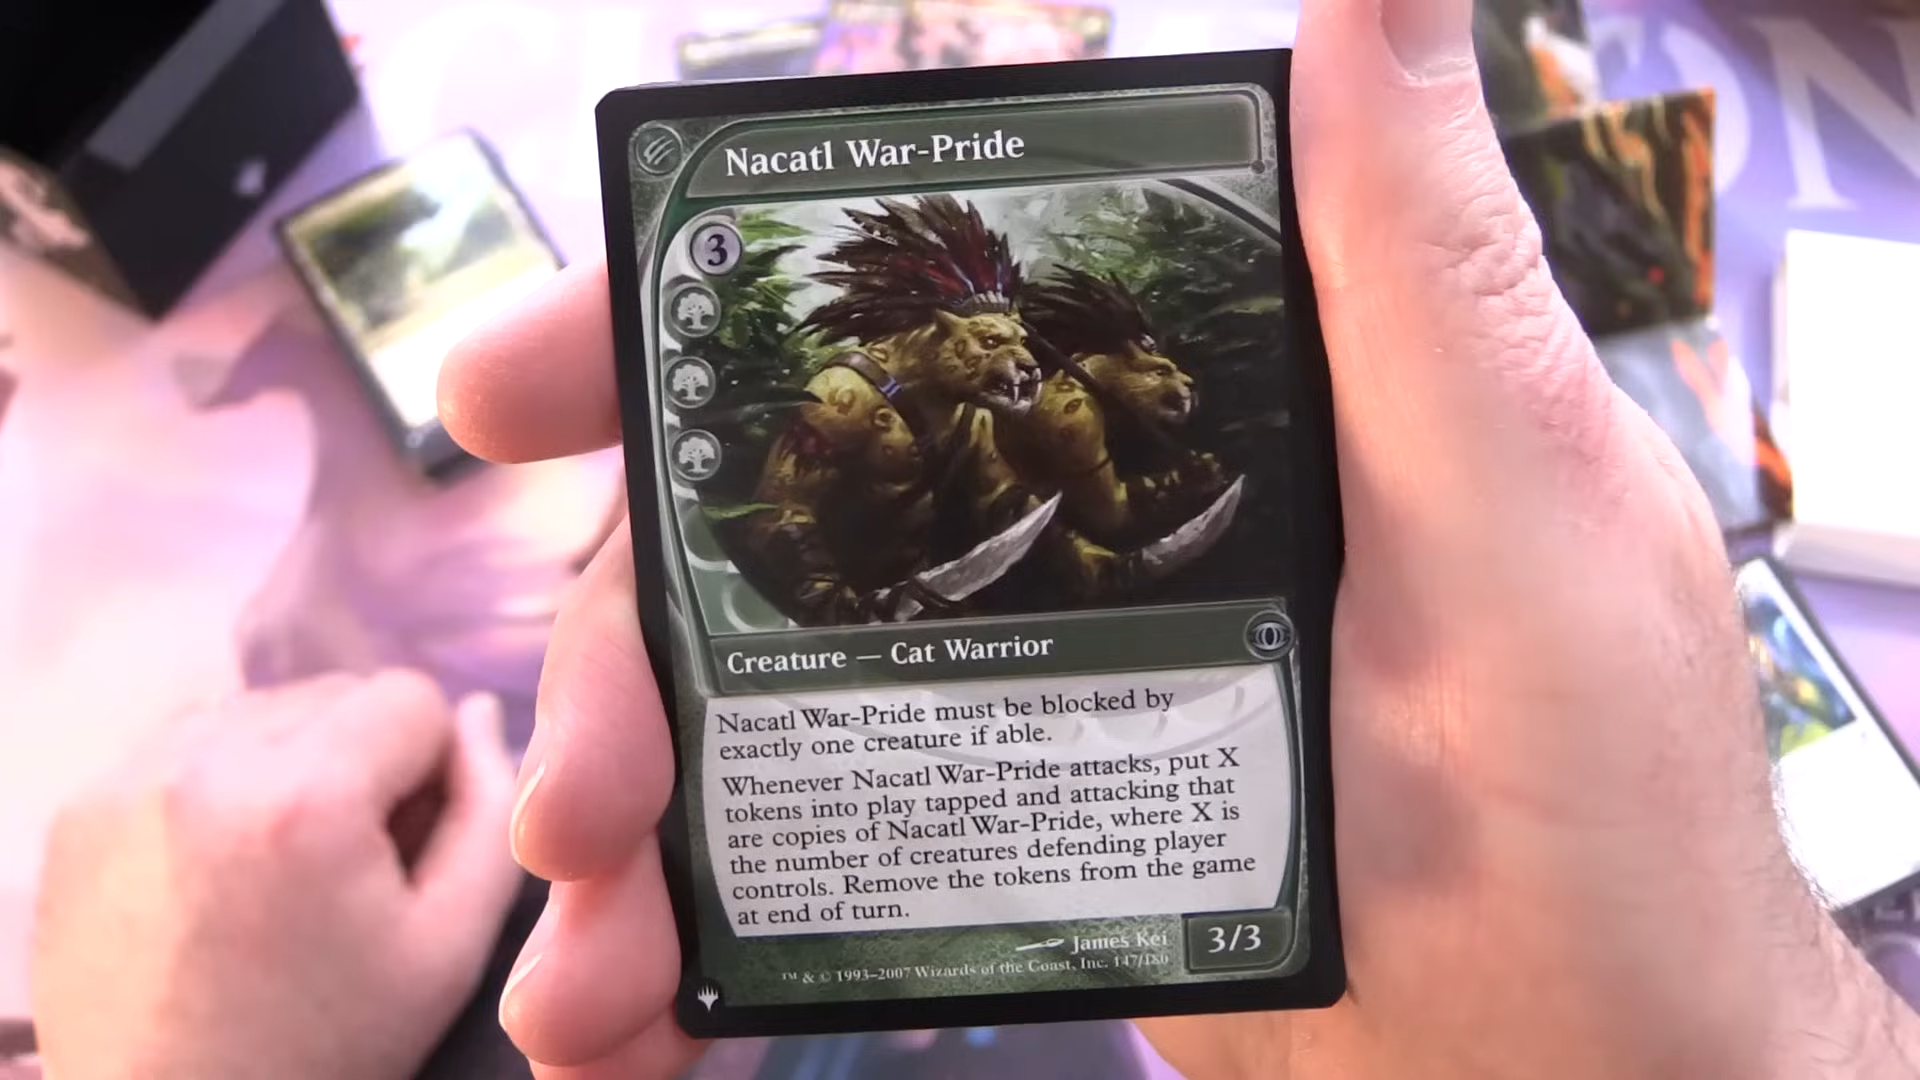 Nacatl War-Pride
3
Creature — Cat Warrior
Nacatl War-Pride must be blocked by
exactly one creature if able.
Whenever Nacatl War-Pride attacks, put X
tokens into play tapped and attacking that
are copies of Nacatl War-Pride, where X is
the number of creatures defending player
controls. Remove the tokens from the game
at end of turn.
James Kei
3/3
™ & © 1993–2007 Wizards of the Coast, Inc. 147/180